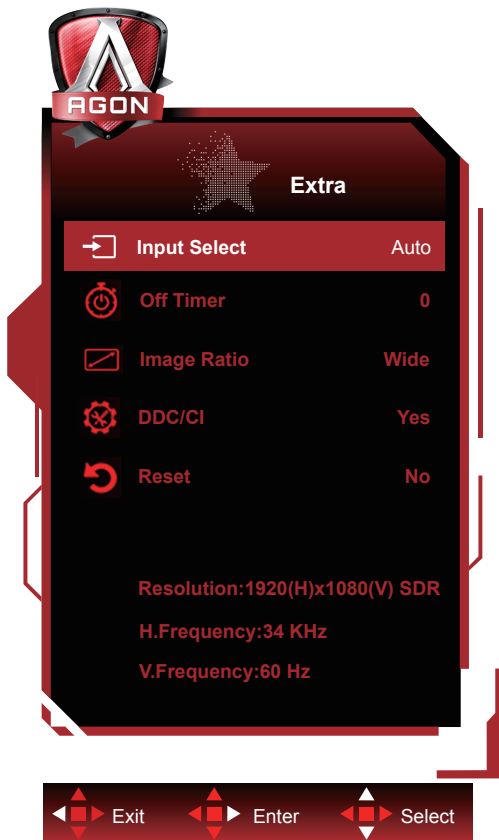 AGON
Extra
Input Select Auto
Off Timer 0
Image Ratio Wide
DDC/CI Yes
Reset No
Resolution:1920(H)x1080(V) SDR
H.Frequency:34 KHz
V.Frequency:60 Hz
Exit Enter Select